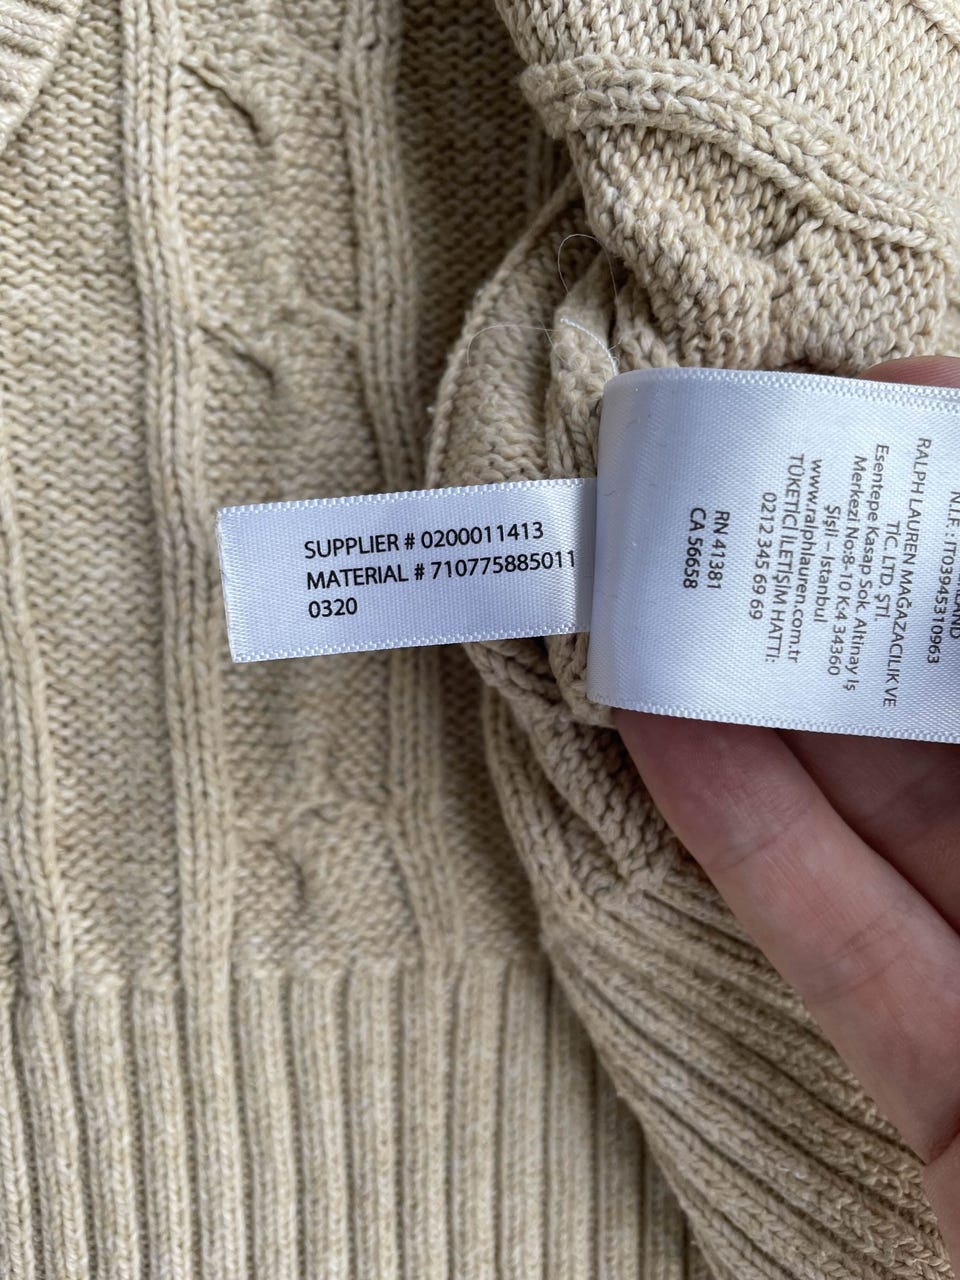 SUPPLIER # 0200011413
MATERIAL # 710775885011
0320
N.I.F. : IT03945310963
RALPH LAUREN MAĞAZACILIK VE
TİC. LTD. ŞTİ.
Esentepe Kasap Sok. Altınay İş
Merkezi No:8-10 K:4 34360
Şişli – Istanbul
www.ralphlauren.com.tr
TÜKETİCİ İLETİŞİM HATTI:
0212 345 69 69
RN 41381
CA 56658